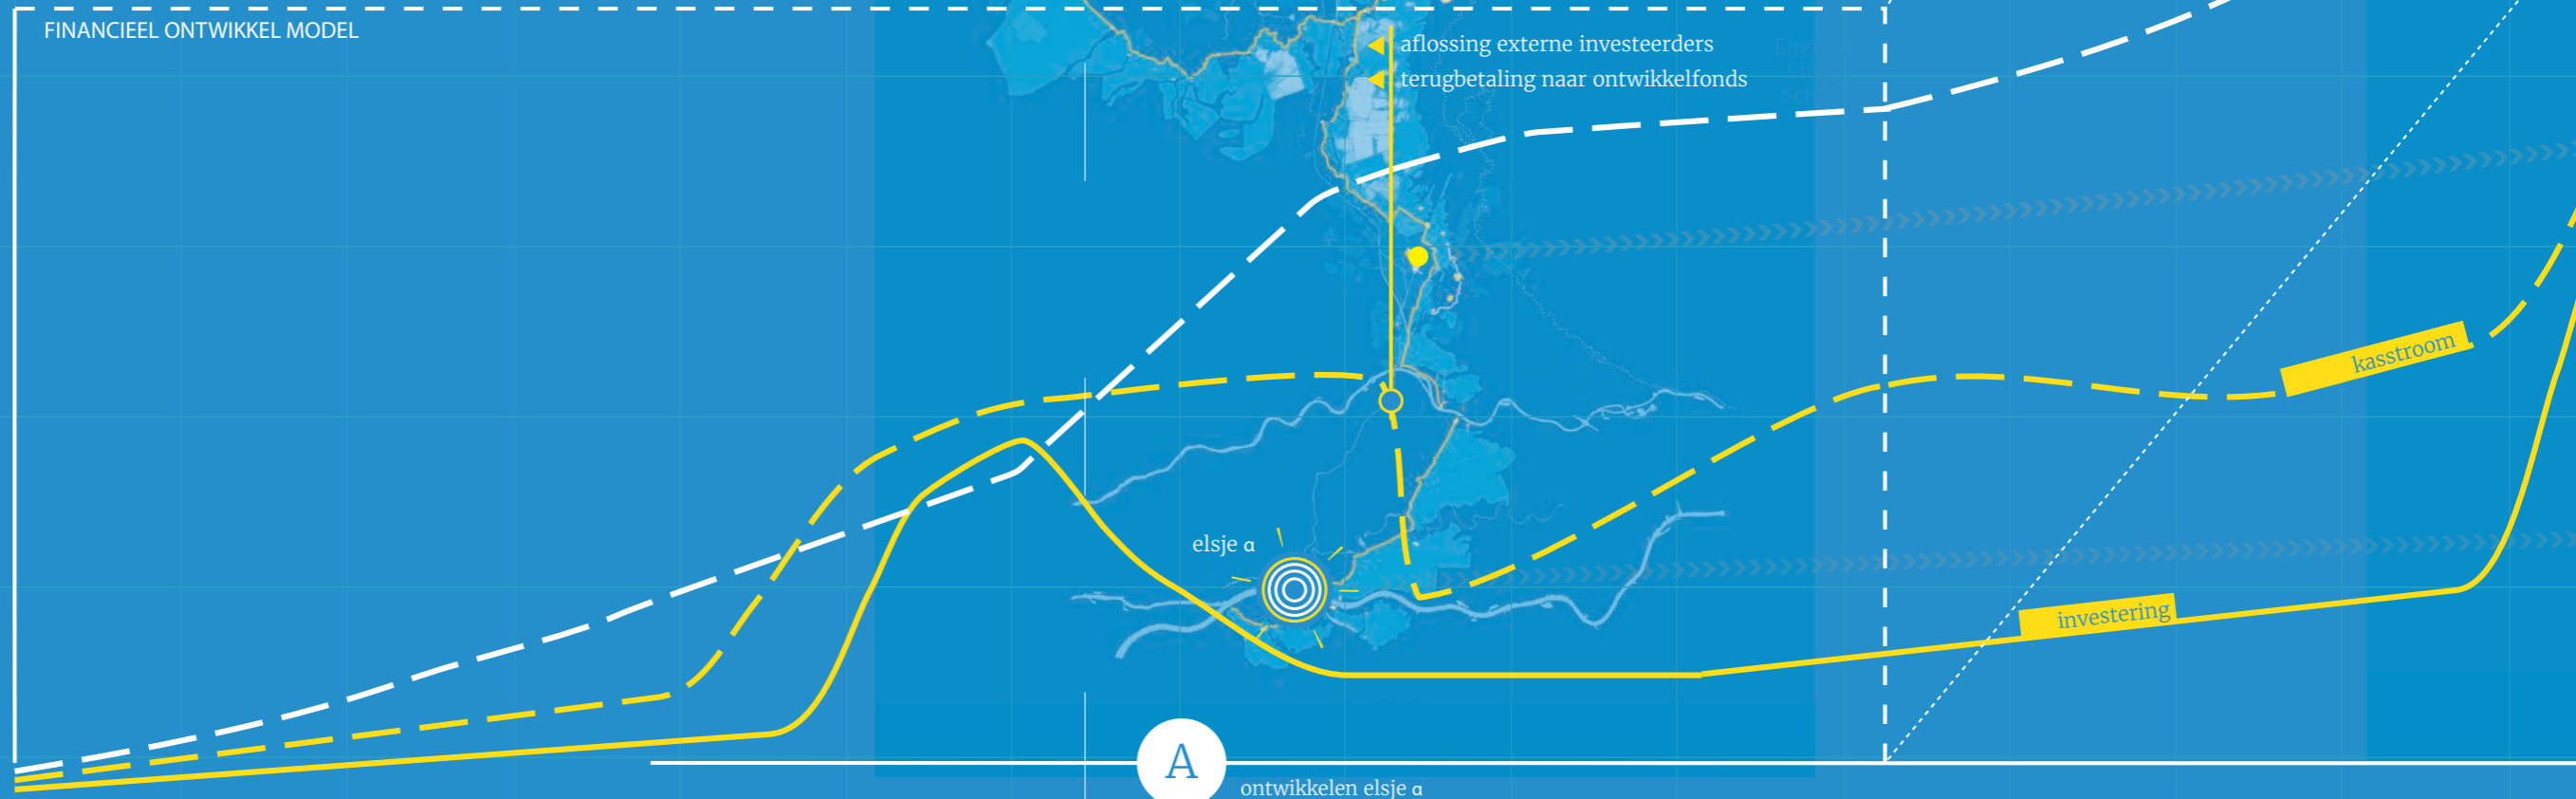 FINANCIEEL ONTWIKKEL MODEL
aflossing externe investeerders
terugbetaling naar ontwikkelfonds
kasstroom
elsje α
investering
A
ontwikkelen elsje α